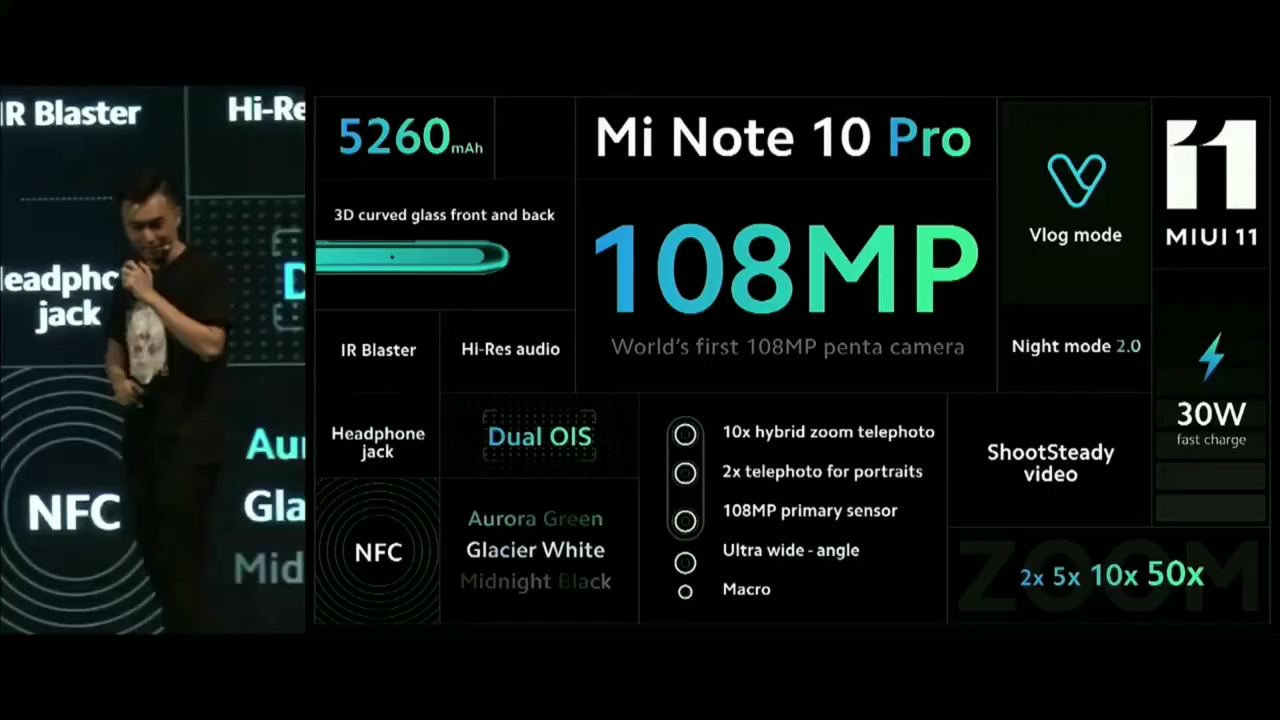 IR Blaster
Hi-Re
Headphc
jack
D
NFC
Au
Gla
Mid
5260mAh
3D curved glass front and back
IR Blaster
Hi-Res audio
Headphone
jack
Dual OIS
NFC
Aurora Green
Glacier White
Midnight Black
Mi Note 10 Pro
108MP
World's first 108MP penta camera
10x hybrid zoom telephoto
2x telephoto for portraits
108MP primary sensor
Ultra wide-angle
Macro
Vlog mode
Night mode 2.0
11
MIUI 11
30W
fast charge
ShootSteady
video
ZOOM
2x 5x 10x 50x